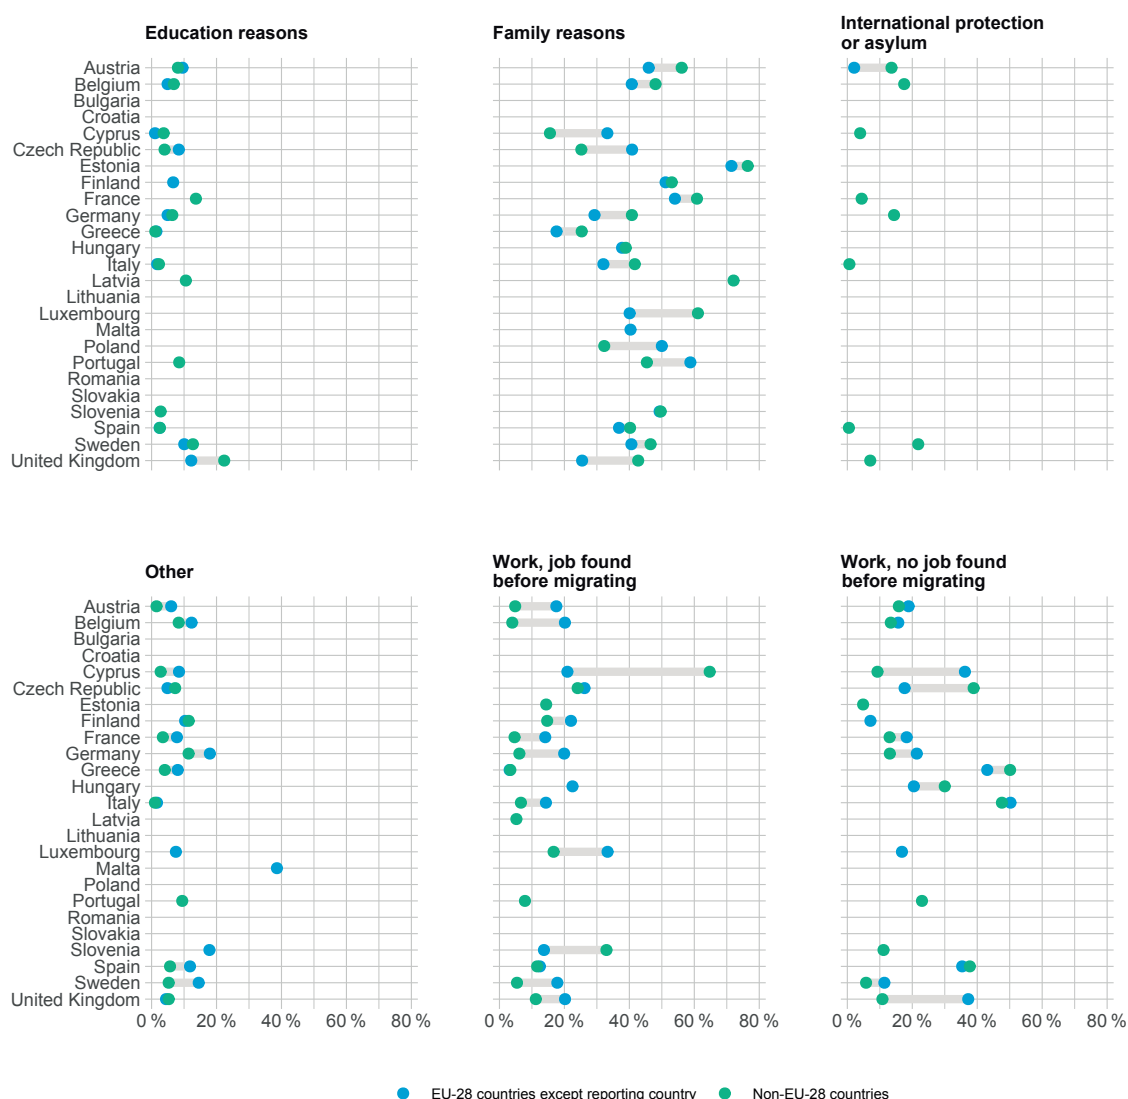 Education reasons
Family reasons
International protection
or asylum
Austria
Belgium
Bulgaria
Croatia
Cyprus
Czech Republic
Estonia
Finland
France
Germany
Greece
Hungary
Italy
Latvia
Lithuania
Luxembourg
Malta
Poland
Portugal
Romania
Slovakia
Slovenia
Spain
Sweden
United Kingdom
Other
Work, job found
before migrating
Work, no job found
before migrating
Austria
Belgium
Bulgaria
Croatia
Cyprus
Czech Republic
Estonia
Finland
France
Germany
Greece
Hungary
Italy
Latvia
Lithuania
Luxembourg
Malta
Poland
Portugal
Romania
Slovakia
Slovenia
Spain
Sweden
United Kingdom
0 % 20 % 40 % 60 % 80 % 0 % 20 % 40 % 60 % 80 % 0 % 20 % 40 % 60 % 80 %
EU-28 countries except reporting country Non-EU-28 countries